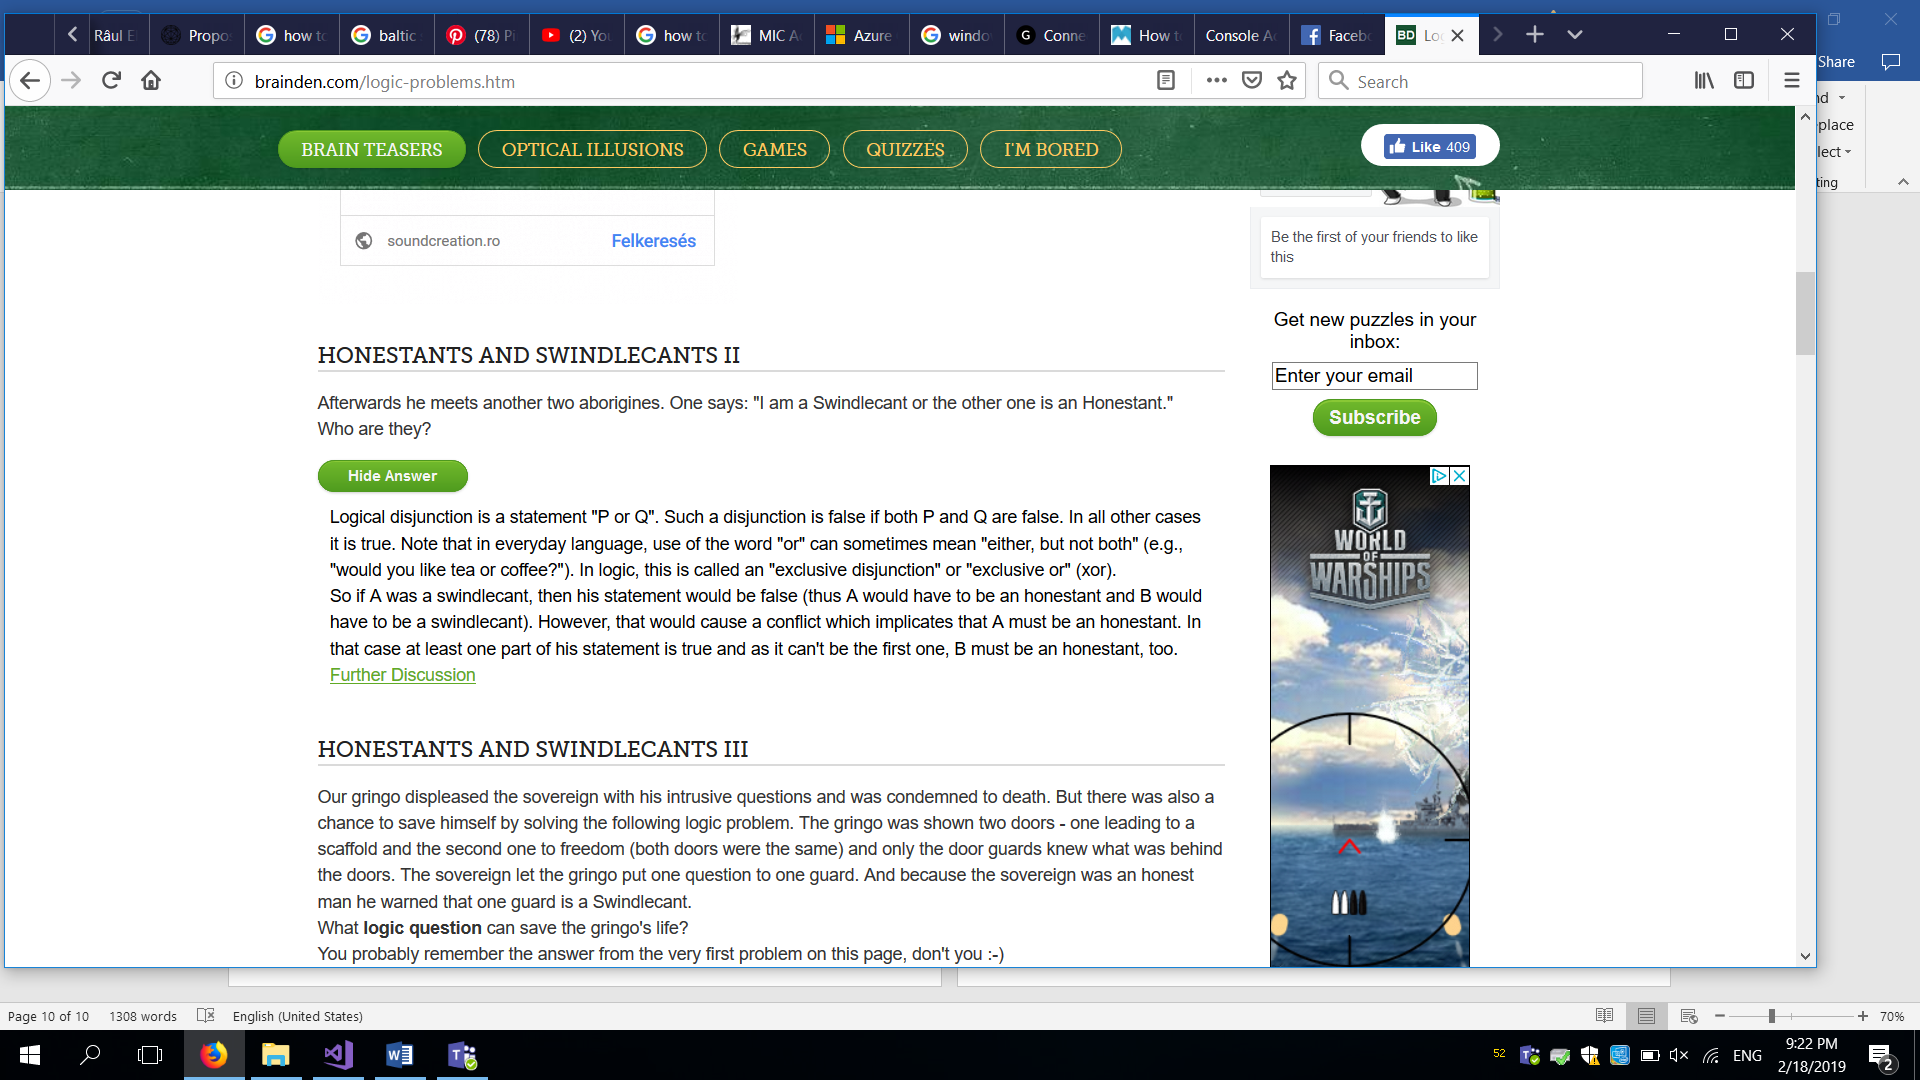 Râul E
Propos
how to
baltic
(78) Pi
(2) You
how to
MIC A
Azure
windo
Conne
How t
Console Ac
Facebo
BD Lo
brainden.com/logic-problems.htm
Search
Share
BRAIN TEASERS
OPTICAL ILLUSIONS
GAMES
QUIZZES
I'M BORED
Like 409
nd
place
lect
ting
soundcreation.ro
Felkeresés
Be the first of your friends to like
this
Get new puzzles in your
inbox:
Enter your email
Subscribe
HONESTANTS AND SWINDLECANTS II
Afterwards he meets another two aborigines. One says: "I am a Swindlecant or the other one is an Honestant."
Who are they?
Hide Answer
Logical disjunction is a statement "P or Q". Such a disjunction is false if both P and Q are false. In all other cases
it is true. Note that in everyday language, use of the word "or" can sometimes mean "either, but not both" (e.g.,
"would you like tea or coffee?"). In logic, this is called an "exclusive disjunction" or "exclusive or" (xor).
So if A was a swindlecant, then his statement would be false (thus A would have to be an honestant and B would
have to be a swindlecant). However, that would cause a conflict which implicates that A must be an honestant. In
that case at least one part of his statement is true and as it can't be the first one, B must be an honestant, too.
Further Discussion
WORLD
OF
WARSHIPS
HONESTANTS AND SWINDLECANTS III
Our gringo displeased the sovereign with his intrusive questions and was condemned to death. But there was also a
chance to save himself by solving the following logic problem. The gringo was shown two doors - one leading to a
scaffold and the second one to freedom (both doors were the same) and only the door guards knew what was behind
the doors. The sovereign let the gringo put one question to one guard. And because the sovereign was an honest
man he warned that one guard is a Swindlecant.
What logic question can save the gringo's life?
You probably remember the answer from the very first problem on this page, don't you :-)
Page 10 of 10
1308 words
English (United States)
70%
52
ENG
9:22 PM
2/18/2019
2